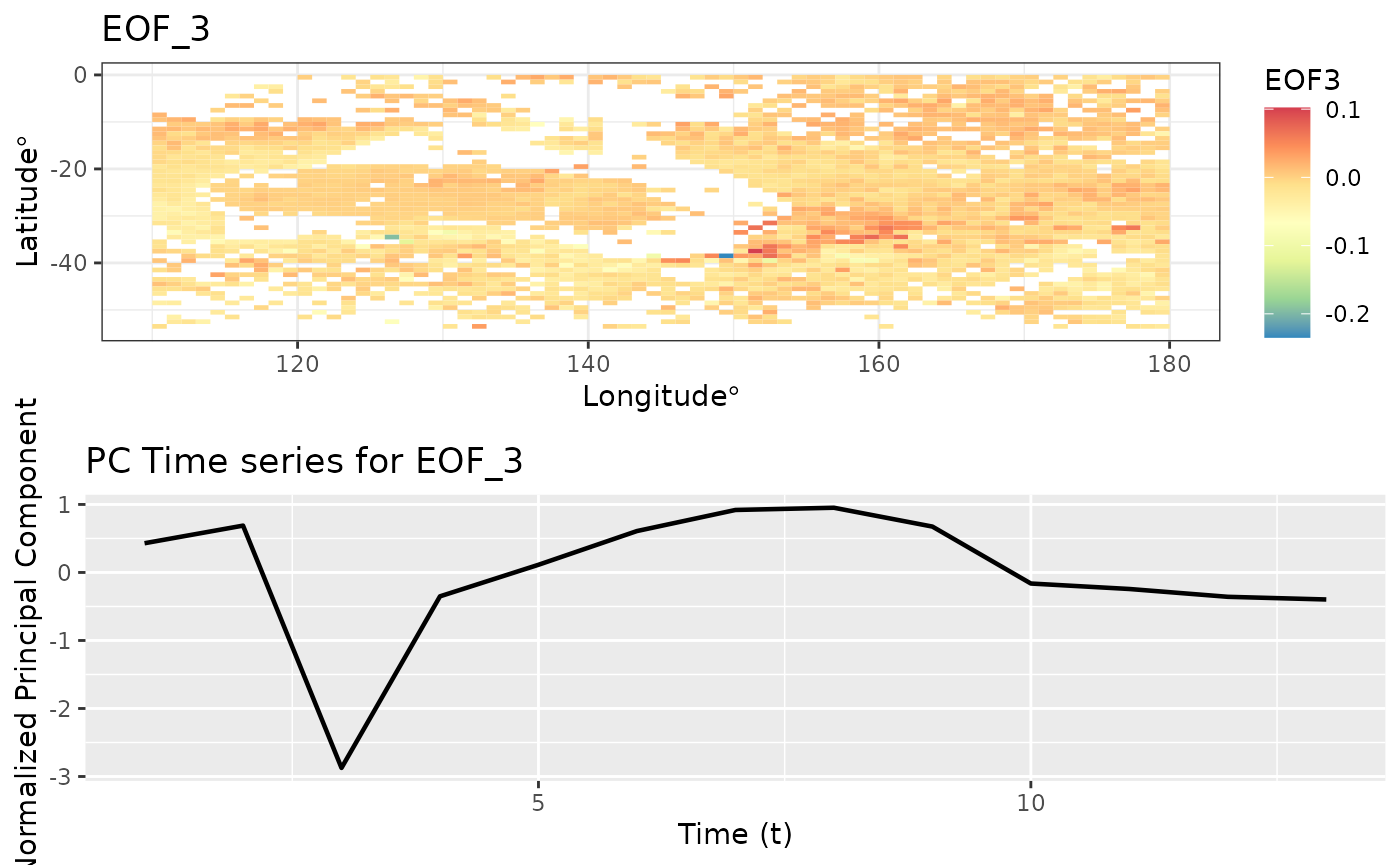 EOF_3
0
-20
-40
Latitude°
120
140
160
180
Longitude°
EOF3
0.1
0.0
-0.1
-0.2
PC Time series for EOF_3
Normalized Principal Component
1
0
-1
-2
-3
5
10
Time (t)